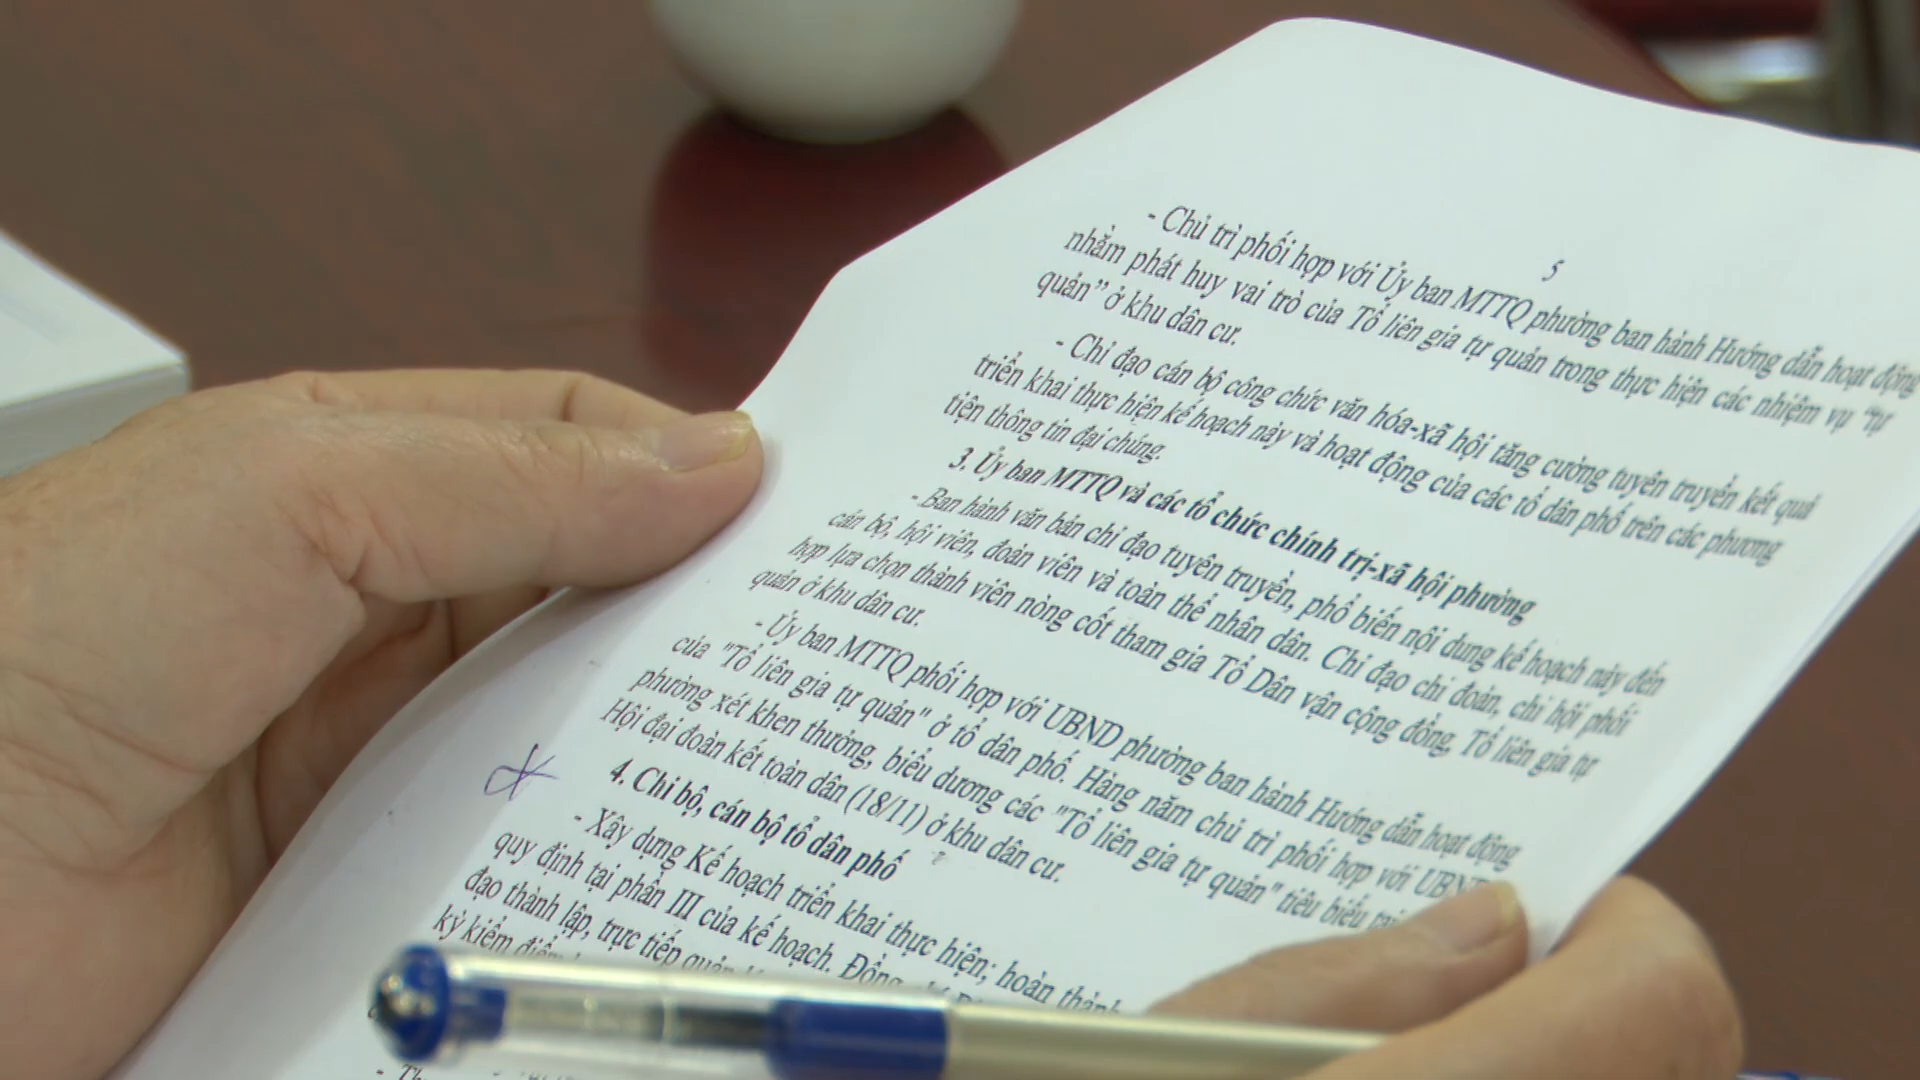 5
- Chủ trì phối hợp với Ủy ban MTTQ phường ban hành Hướng dẫn hoạt động
nhằm phát huy vai trò của Tổ liên gia tự quản trong thực hiện các nhiệm vụ “tự
quản” ở khu dân cư.
- Chỉ đạo cán bộ công chức văn hóa-xã hội tăng cường tuyên truyền kết quả
triển khai thực hiện kế hoạch này và hoạt động của các tổ dân phố trên các phương
tiện thông tin đại chúng.
3. Ủy ban MTTQ và các tổ chức chính trị-xã hội phường
- Ban hành văn bản chỉ đạo tuyên truyền, phổ biến nội dung kế hoạch này đến
cán bộ, hội viên, đoàn viên và toàn thể nhân dân. Chỉ đạo chi đoàn, chi hội phối
hợp lựa chọn thành viên nòng cốt tham gia Tổ Dân vận cộng đồng, Tổ liên gia tự
quản ở khu dân cư.
- Ủy ban MTTQ phối hợp với UBND phường ban hành Hướng dẫn hoạt động
của "Tổ liên gia tự quản" ở tổ dân phố. Hàng năm chủ trì phối hợp với UBND
phường xét khen thưởng, biểu dương các "Tổ liên gia tự quản" tiêu biểu tại
Hội đại đoàn kết toàn dân (18/11) ở khu dân cư.
4. Chi bộ, cán bộ tổ dân phố
- Xây dựng Kế hoạch triển khai thực hiện; hoàn thành
quy định tại phần III của kế hoạch. Đồng chí
đạo thành lập, trực tiếp quản
kỳ kiểm điểm